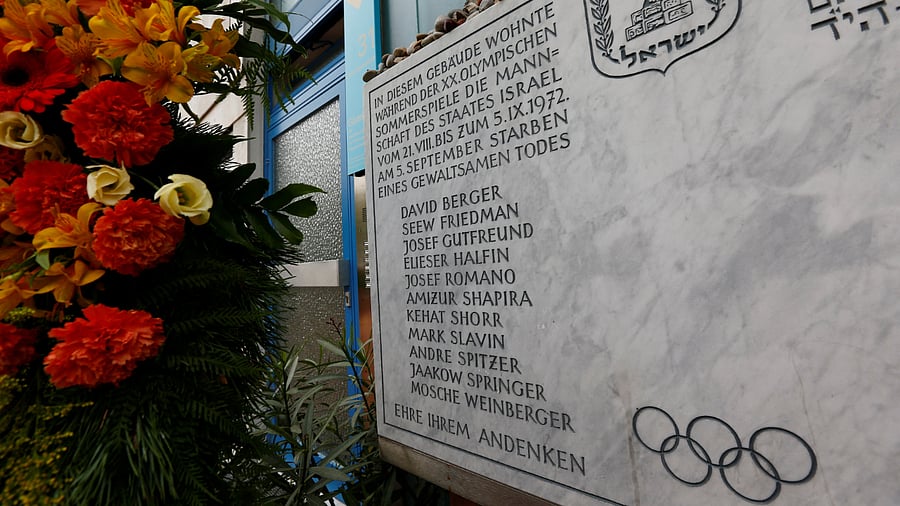 IN DIESEM GEBÄUDE WOHNTE
WÄHREND DER XX. OLYMPISCHEN
SOMMERSPIELE DIE MANN=
SCHAFT DES STAATES ISRAEL
VOM 21.VIII. BIS ZUM 5.IX.1972.
AM 5. SEPTEMBER STARBEN
EINES GEWALTSAMEN TODES
DAVID BERGER
SEEW FRIEDMAN
JOSEF GUTFREUND
ELIESER HALFIN
JOSEF ROMANO
AMIZUR SHAPIRA
KEHAT SHORR
MARK SLAVIN
ANDRE SPITZER
JAAKOW SPRINGER
MOSCHE WEINBERGER
EHRE IHREM ANDENKEN
ישראל